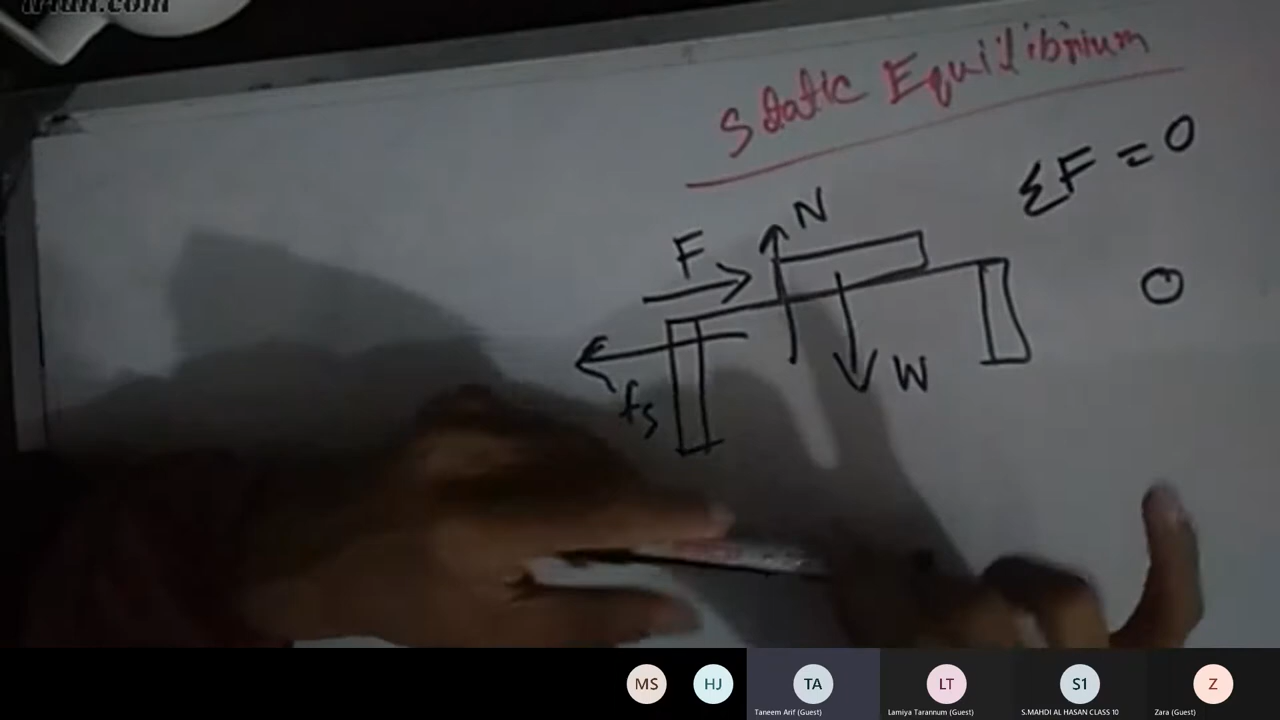 Static Equilibrium
ΣF = 0
N
F
W
fs
MS
HJ
TA
LT
S1
Z
Taneem Arif (Guest)
Lamiya Tarannum (Guest)
S.MAHDI AL HASAN CLASS 10
Zara (Guest)